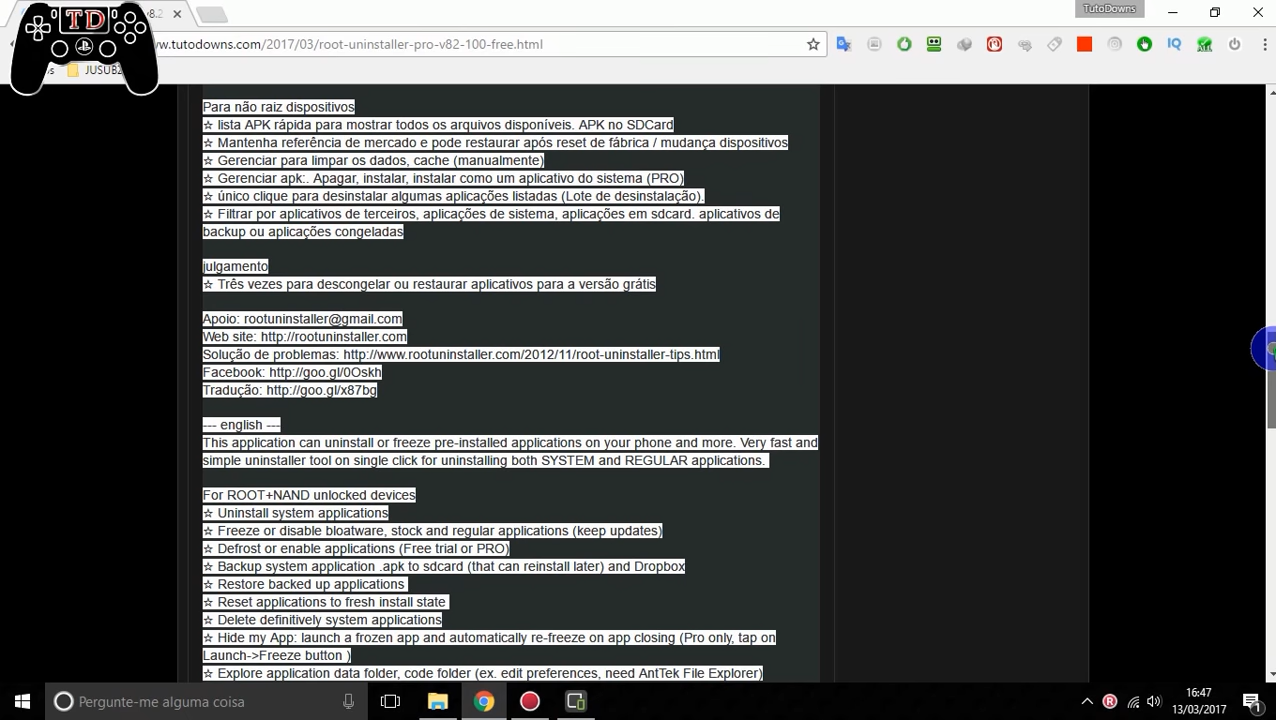 TD
v8.2
TutoDowns
w.tutodowns.com/2017/03/root-uninstaller-pro-v82-100-free.html
JUSUB
Para não raiz dispositivos
☆ lista APK rápida para mostrar todos os arquivos disponíveis. APK no SDCard
☆ Mantenha referência de mercado e pode restaurar após reset de fábrica / mudança dispositivos
☆ Gerenciar para limpar os dados, cache (manualmente)
☆ Gerenciar apk:. Apagar, instalar, instalar como um aplicativo do sistema (PRO)
☆ único clique para desinstalar algumas aplicações listadas (Lote de desinstalação).
☆ Filtrar por aplicativos de terceiros, aplicações de sistema, aplicações em sdcard. aplicativos de
backup ou aplicações congeladas
julgamento
☆ Três vezes para descongelar ou restaurar aplicativos para a versão grátis
Apoio: rootuninstaller@gmail.com
Web site: http://rootuninstaller.com
Solução de problemas: http://www.rootuninstaller.com/2012/11/root-uninstaller-tips.html
Facebook: http://goo.gl/0Oskh
Tradução: http://goo.gl/x87bg
--- english ---
This application can uninstall or freeze pre-installed applications on your phone and more. Very fast and
simple uninstaller tool on single click for uninstalling both SYSTEM and REGULAR applications.
For ROOT+NAND unlocked devices
☆ Uninstall system applications
☆ Freeze or disable bloatware, stock and regular applications (keep updates)
☆ Defrost or enable applications (Free trial or PRO)
☆ Backup system application .apk to sdcard (that can reinstall later) and Dropbox
☆ Restore backed up applications
☆ Reset applications to fresh install state
☆ Delete definitively system applications
☆ Hide my App: launch a frozen app and automatically re-freeze on app closing (Pro only, tap on
Launch->Freeze button )
☆ Explore application data folder, code folder (ex. edit preferences, need AntTek File Explorer)
Pergunte-me alguma coisa
16:47
13/03/2017